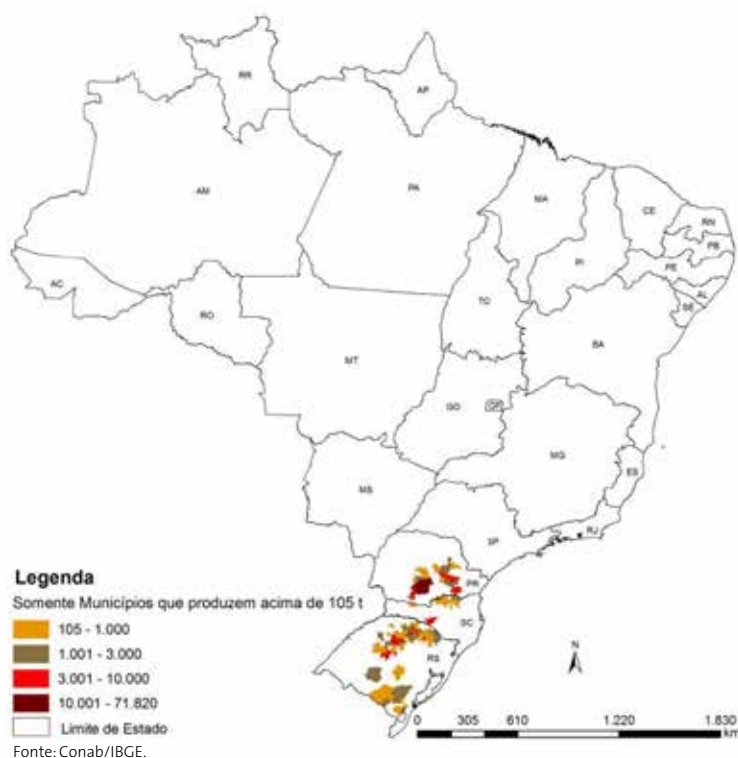 RR
AP
AM
PA
MA
CE
RN
PB
PE
AL
SE
PI
AC
RO
TO
BA
MT
GO
DF
MG
ES
MS
SP
RJ
PR
SC
RS
N
Legenda
Somente Municípios que produzem acima de 105 t
105 - 1.000
1.001 - 3.000
3.001 - 10.000
10.001 - 71.820
Limite de Estado
0 305 610 1.220 1.830
km
Fonte: Conab/IBGE.